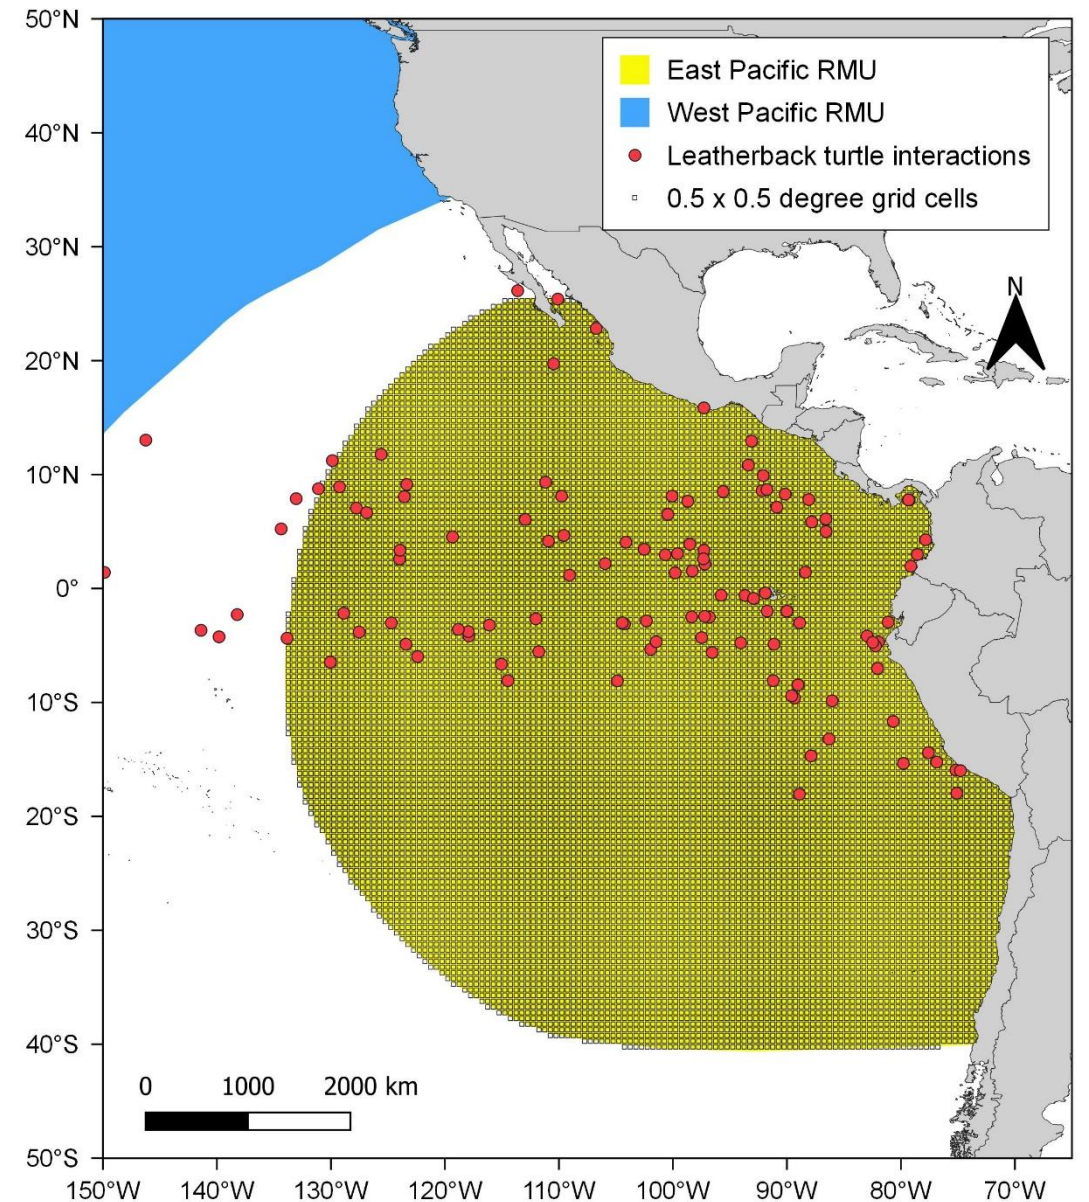 50°N
40°N
30°N
20°N
10°N
0°
10°S
20°S
30°S
40°S
50°S
East Pacific RMU
West Pacific RMU
Leatherback turtle interactions
0.5 x 0.5 degree grid cells
N
0 1000 2000 km
150°W 140°W 130°W 120°W 110°W 100°W 90°W 80°W 70°W